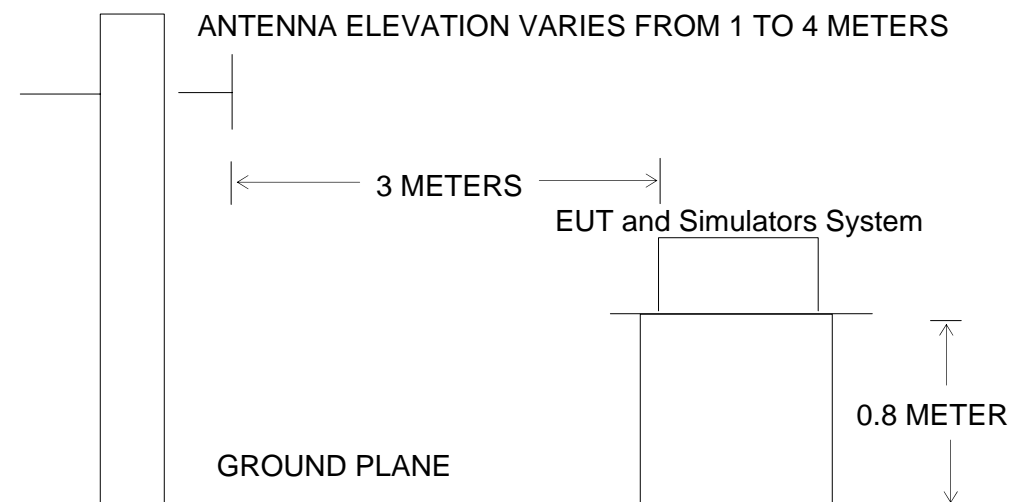 ANTENNA ELEVATION VARIES FROM 1 TO 4 METERS
3 METERS
EUT and Simulators System
0.8 METER
GROUND PLANE